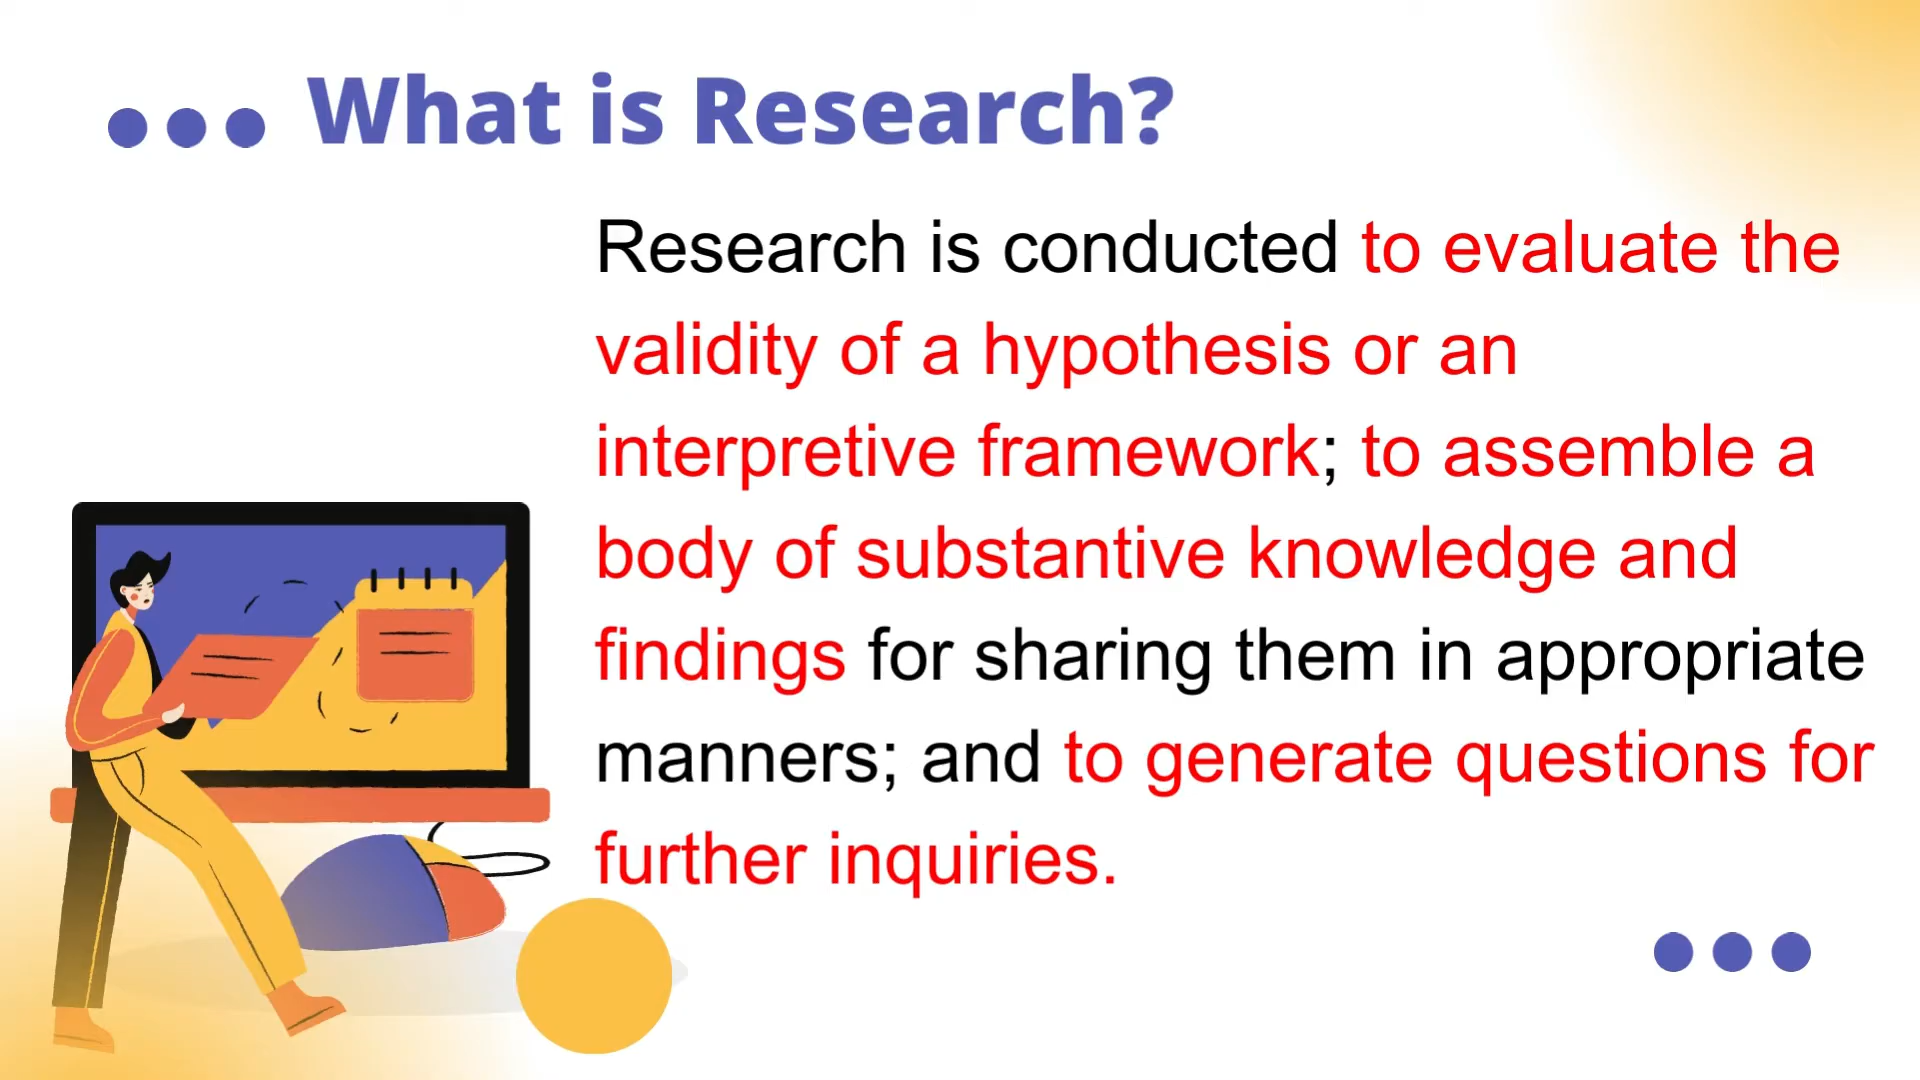 What is Research?
Research is conducted to evaluate the
validity of a hypothesis or an
interpretive framework; to assemble a
body of substantive knowledge and
findings for sharing them in appropriate
manners; and to generate questions for
further inquiries.